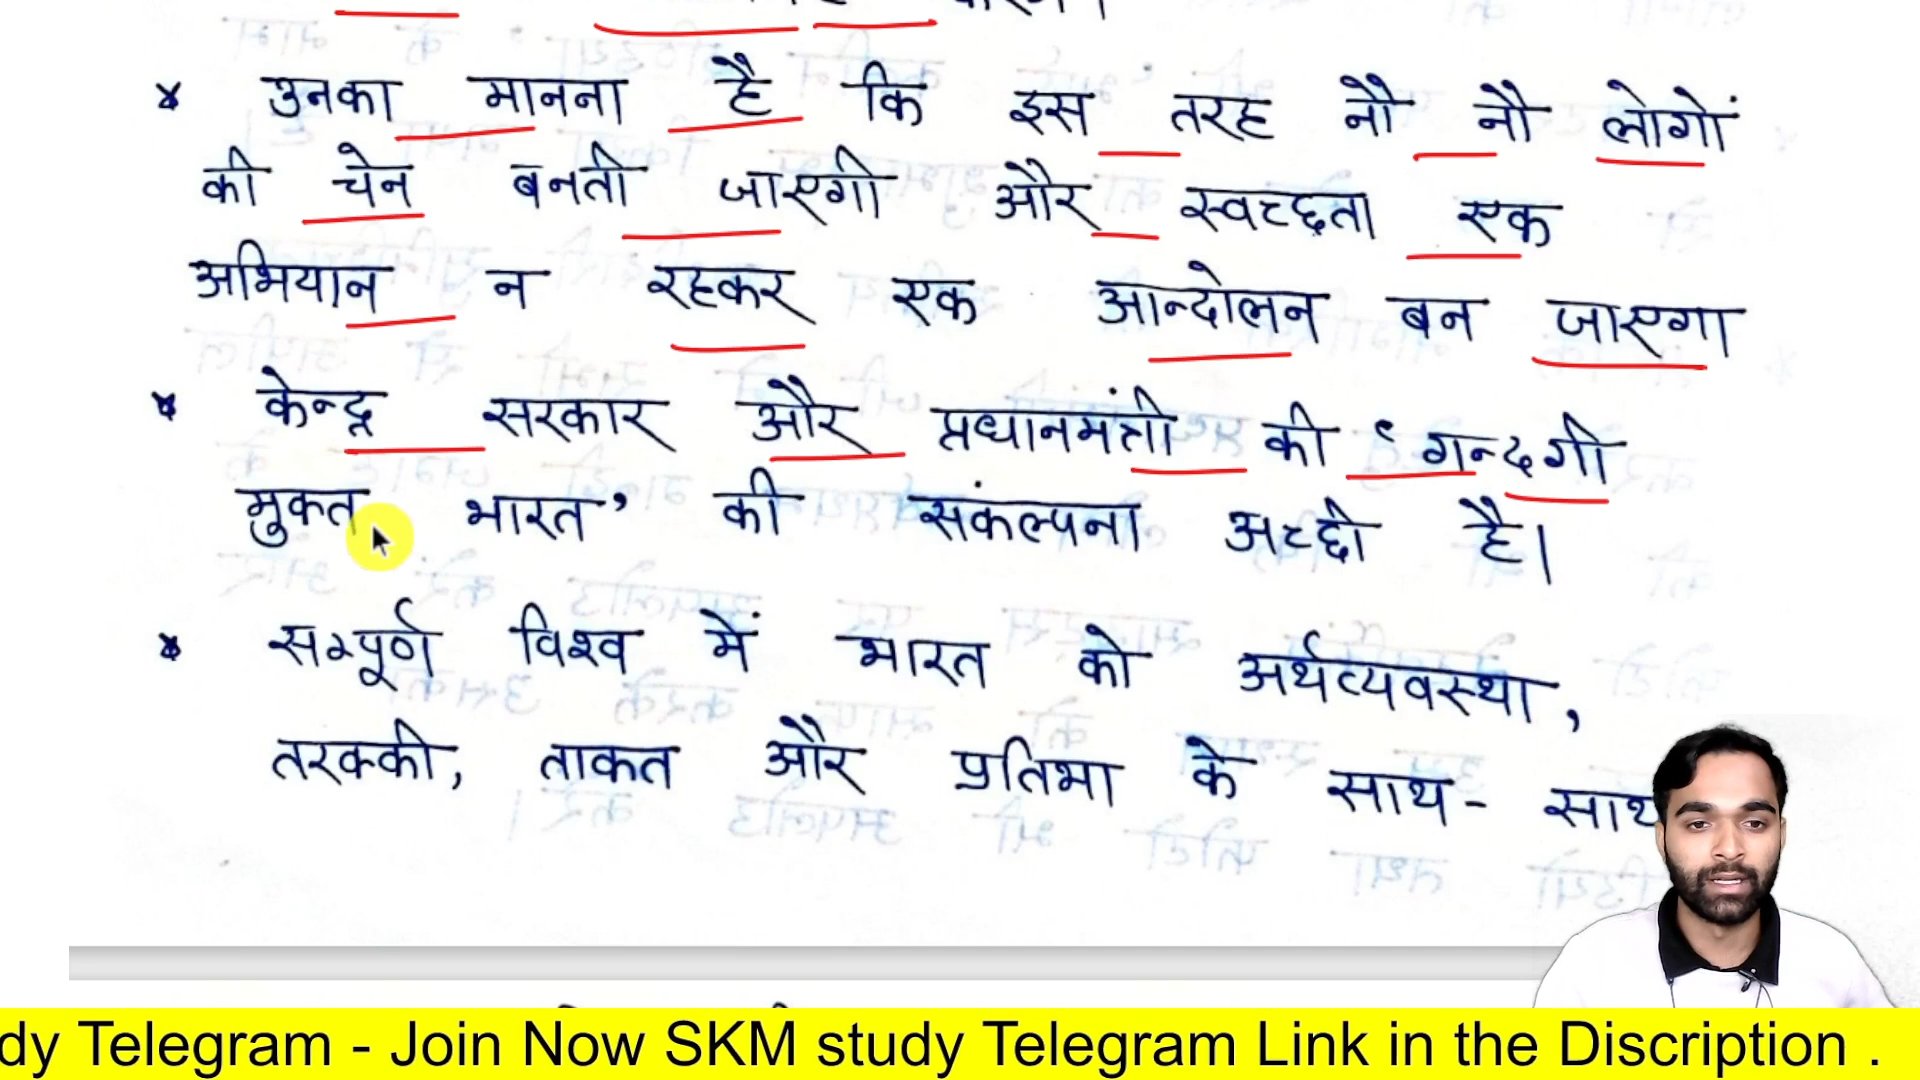 * उनका मानना है कि इस तरह नौ नौ लोगों
की चेन बनती जाएगी और स्वच्छता एक
अभियान न रहकर एक आन्दोलन बन जाएगा
* केन्द्र सरकार और प्रधानमंत्री की ‘ गन्दगी
मुक्त भारत’ की संकल्पना अच्छी है।
* सम्पूर्ण विश्व में भारत को अर्थव्यवस्था,
तरक्की, ताकत और प्रतिभा के साथ- साथ
dy Telegram - Join Now SKM study Telegram Link in the Discription .